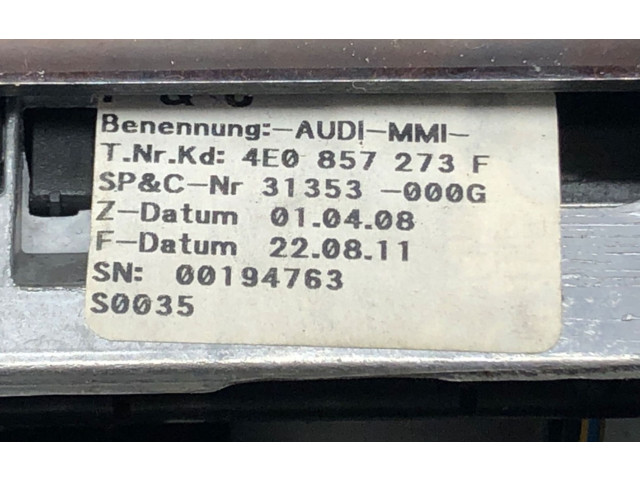 Benennung:-AUDI-MMI-
T.Nr.Kd: 4E0 857 273 F
SP&C-Nr 31353 -000G
Z-Datum 01.04.08
F-Datum 22.08.11
SN: 00194763
S0035